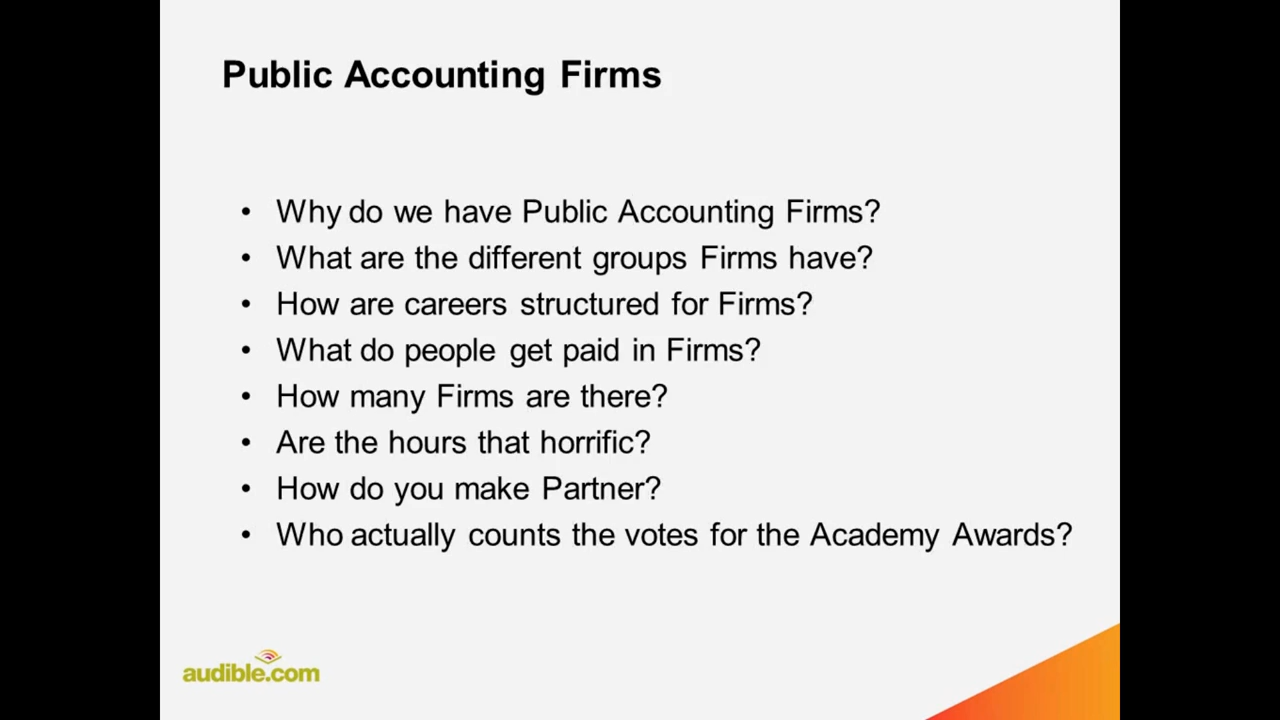 Public Accounting Firms
• Why do we have Public Accounting Firms?
• What are the different groups Firms have?
• How are careers structured for Firms?
• What do people get paid in Firms?
• How many Firms are there?
• Are the hours that horrific?
• How do you make Partner?
• Who actually counts the votes for the Academy Awards?
audible.com